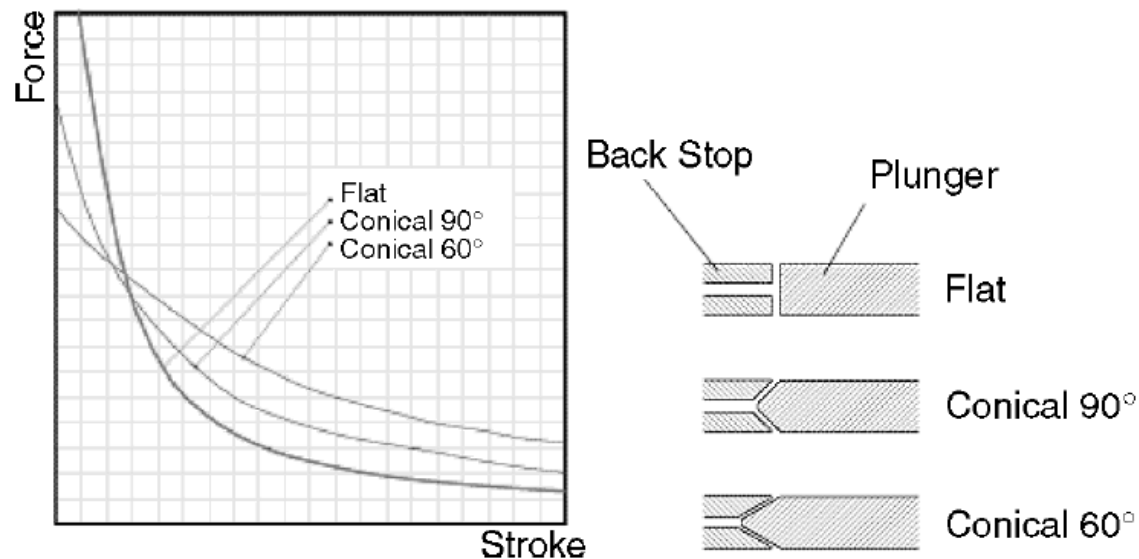 Force
Flat
Conical 90°
Conical 60°
Stroke
Back Stop
Plunger
Flat
Conical 90°
Conical 60°